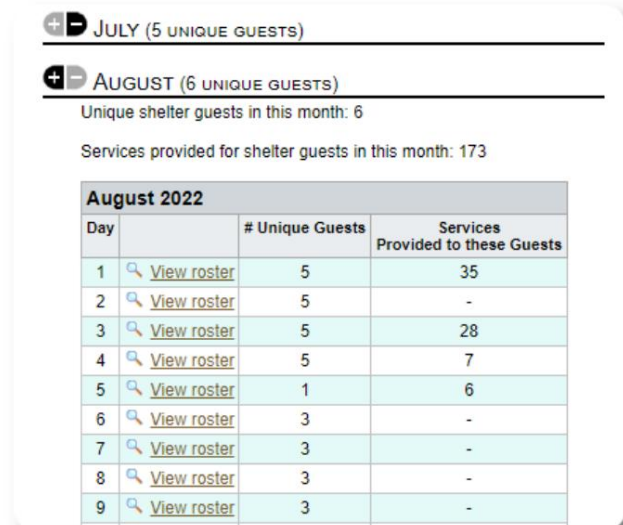 JULY (5 UNIQUE GUESTS)
AUGUST (6 UNIQUE GUESTS)
Unique shelter guests in this month: 6
Services provided for shelter guests in this month: 173
August 2022
Day # Unique Guests Services Provided to these Guests
1 View roster 5 35
2 View roster 5 -
3 View roster 5 28
4 View roster 5 7
5 View roster 1 6
6 View roster 3 -
7 View roster 3 -
8 View roster 3 -
9 View roster 3 -